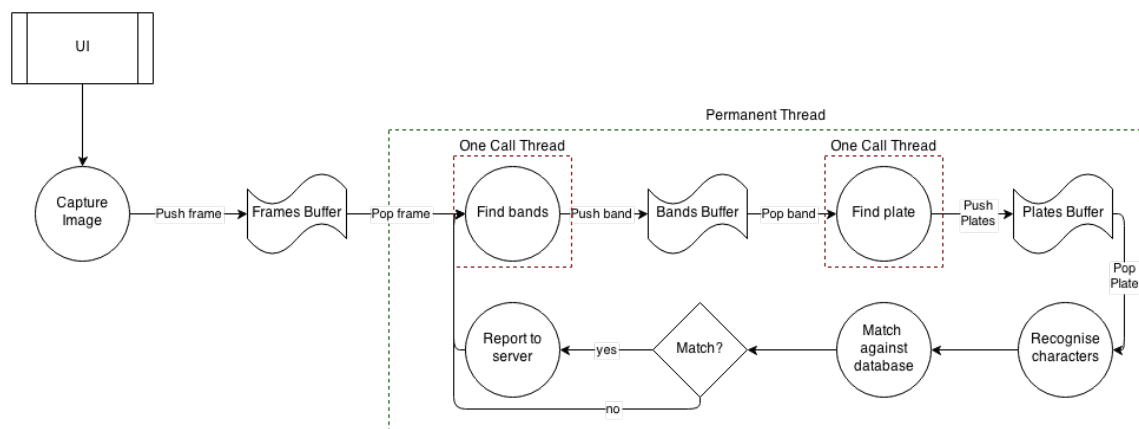 UI
Permanent Thread
One Call Thread
One Call Thread
Capture
Image
Push frame
Frames Buffer
Pop frame
Find bands
Push band
Bands Buffer
Pop band
Find plate
Push
Plates
Plates Buffer
Pop
Plate
Report to
server
yes
Match?
Match
against
database
Recognise
characters
no